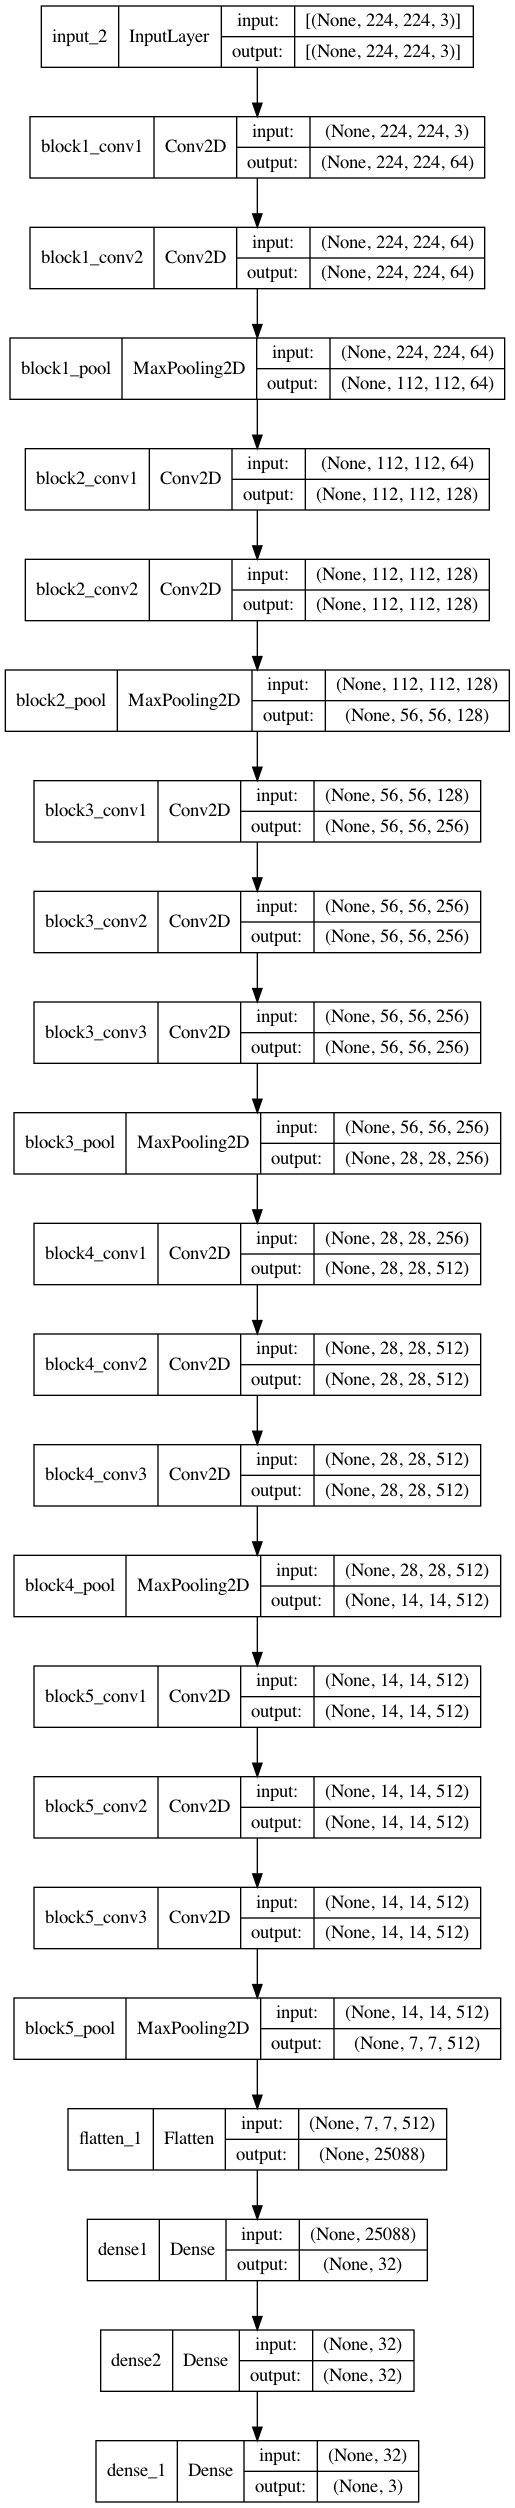 input_2 InputLayer input: [(None, 224, 224, 3)]
output: [(None, 224, 224, 3)]
block1_conv1 Conv2D input: (None, 224, 224, 3)
output: (None, 224, 224, 64)
block1_conv2 Conv2D input: (None, 224, 224, 64)
output: (None, 224, 224, 64)
block1_pool MaxPooling2D input: (None, 224, 224, 64)
output: (None, 112, 112, 64)
block2_conv1 Conv2D input: (None, 112, 112, 64)
output: (None, 112, 112, 128)
block2_conv2 Conv2D input: (None, 112, 112, 128)
output: (None, 112, 112, 128)
block2_pool MaxPooling2D input: (None, 112, 112, 128)
output: (None, 56, 56, 128)
block3_conv1 Conv2D input: (None, 56, 56, 128)
output: (None, 56, 56, 256)
block3_conv2 Conv2D input: (None, 56, 56, 256)
output: (None, 56, 56, 256)
block3_conv3 Conv2D input: (None, 56, 56, 256)
output: (None, 56, 56, 256)
block3_pool MaxPooling2D input: (None, 56, 56, 256)
output: (None, 28, 28, 256)
block4_conv1 Conv2D input: (None, 28, 28, 256)
output: (None, 28, 28, 512)
block4_conv2 Conv2D input: (None, 28, 28, 512)
output: (None, 28, 28, 512)
block4_conv3 Conv2D input: (None, 28, 28, 512)
output: (None, 28, 28, 512)
block4_pool MaxPooling2D input: (None, 28, 28, 512)
output: (None, 14, 14, 512)
block5_conv1 Conv2D input: (None, 14, 14, 512)
output: (None, 14, 14, 512)
block5_conv2 Conv2D input: (None, 14, 14, 512)
output: (None, 14, 14, 512)
block5_conv3 Conv2D input: (None, 14, 14, 512)
output: (None, 14, 14, 512)
block5_pool MaxPooling2D input: (None, 14, 14, 512)
output: (None, 7, 7, 512)
flatten_1 Flatten input: (None, 7, 7, 512)
output: (None, 25088)
dense1 Dense input: (None, 25088)
output: (None, 32)
dense2 Dense input: (None, 32)
output: (None, 32)
dense_1 Dense input: (None, 32)
output: (None, 3)